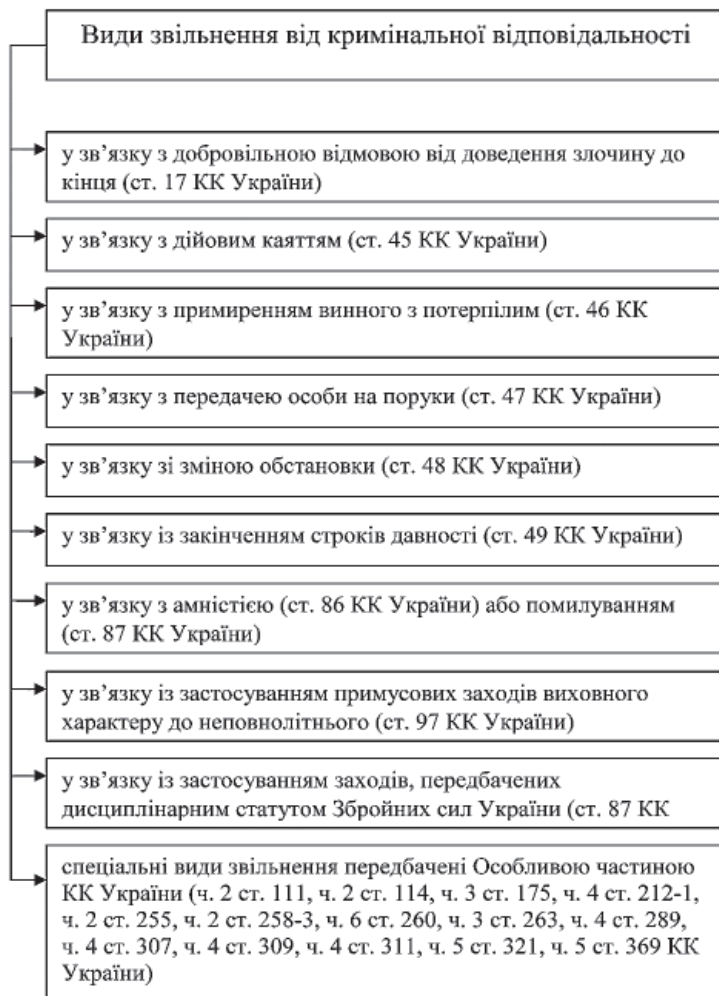 Види звільнення від кримінальної відповідальності
у зв’язку з добровільною відмовою від доведення злочину до
кінця (ст. 17 КК України)
у зв’язку з дійовим каяттям (ст. 45 КК України)
у зв’язку з примиренням винного з потерпілим (ст. 46 КК
України)
у зв’язку з передачею особи на поруки (ст. 47 КК України)
у зв’язку зі зміною обстановки (ст. 48 КК України)
у зв’язку із закінченням строків давності (ст. 49 КК України)
у зв’язку з амністією (ст. 86 КК України) або помилуванням
(ст. 87 КК України)
у зв’язку із застосуванням примусових заходів виховного
характеру до неповнолітнього (ст. 97 КК України)
у зв’язку із застосуванням заходів, передбачених
дисциплінарним статутом Збройних сил України (ст. 87 КК
спеціальні види звільнення передбачені Особливою частиною
КК України (ч. 2 ст. 111, ч. 2 ст. 114, ч. 3 ст. 175, ч. 4 ст. 212-1,
ч. 2 ст. 255, ч. 2 ст. 258-3, ч. 6 ст. 260, ч. 3 ст. 263, ч. 4 ст. 289,
ч. 4 ст. 307, ч. 4 ст. 309, ч. 4 ст. 311, ч. 5 ст. 321, ч. 5 ст. 369 КК
України)